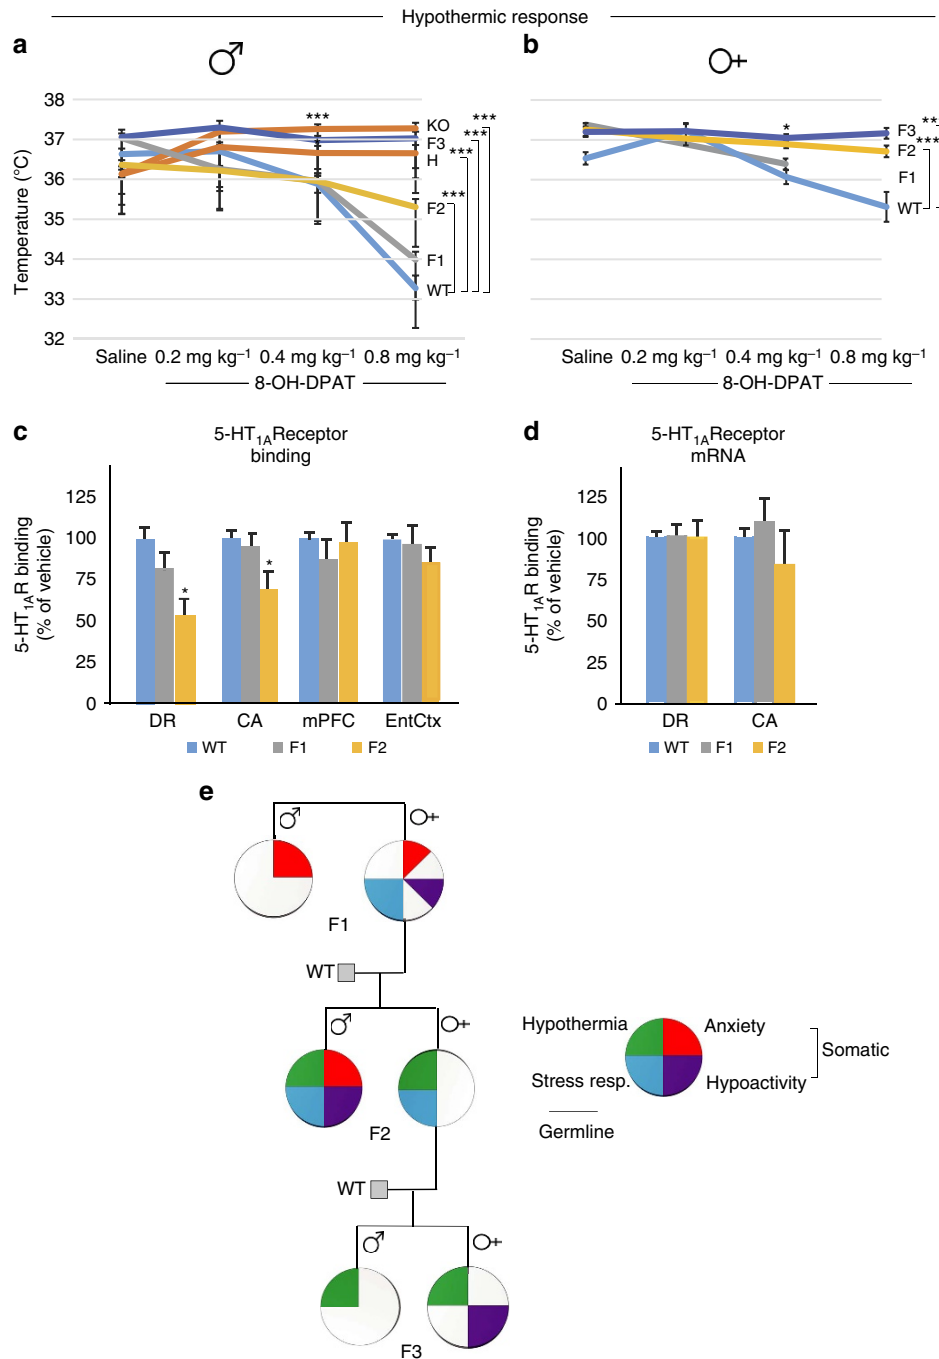 Hypothermic response
a
b
♂
♀
Temperature (°C)
38
37
36
35
34
33
32
***
KO
F3
H
F2
F1
WT
***
***
***
***
Saline 0.2 mg kg⁻¹ 0.4 mg kg⁻¹ 0.8 mg kg⁻¹
8-OH-DPAT
*
F3
F2
F1
WT
**
***
Saline 0.2 mg kg⁻¹ 0.4 mg kg⁻¹ 0.8 mg kg⁻¹
8-OH-DPAT
c
5-HT1AReceptor
binding
5-HT1AR binding
(% of vehicle)
125
100
75
50
25
0
*
*
DR CA mPFC EntCtx
WT F1 F2
d
5-HT1AReceptor
mRNA
5-HT1AR binding
(% of vehicle)
125
100
75
50
25
0
DR CA
WT F1 F2
e
♂ ♀
F1
WT
♂ ♀
F2
WT
♂ ♀
F3
Hypothermia Anxiety
Somatic
Stress resp. Hypoactivity
Germline